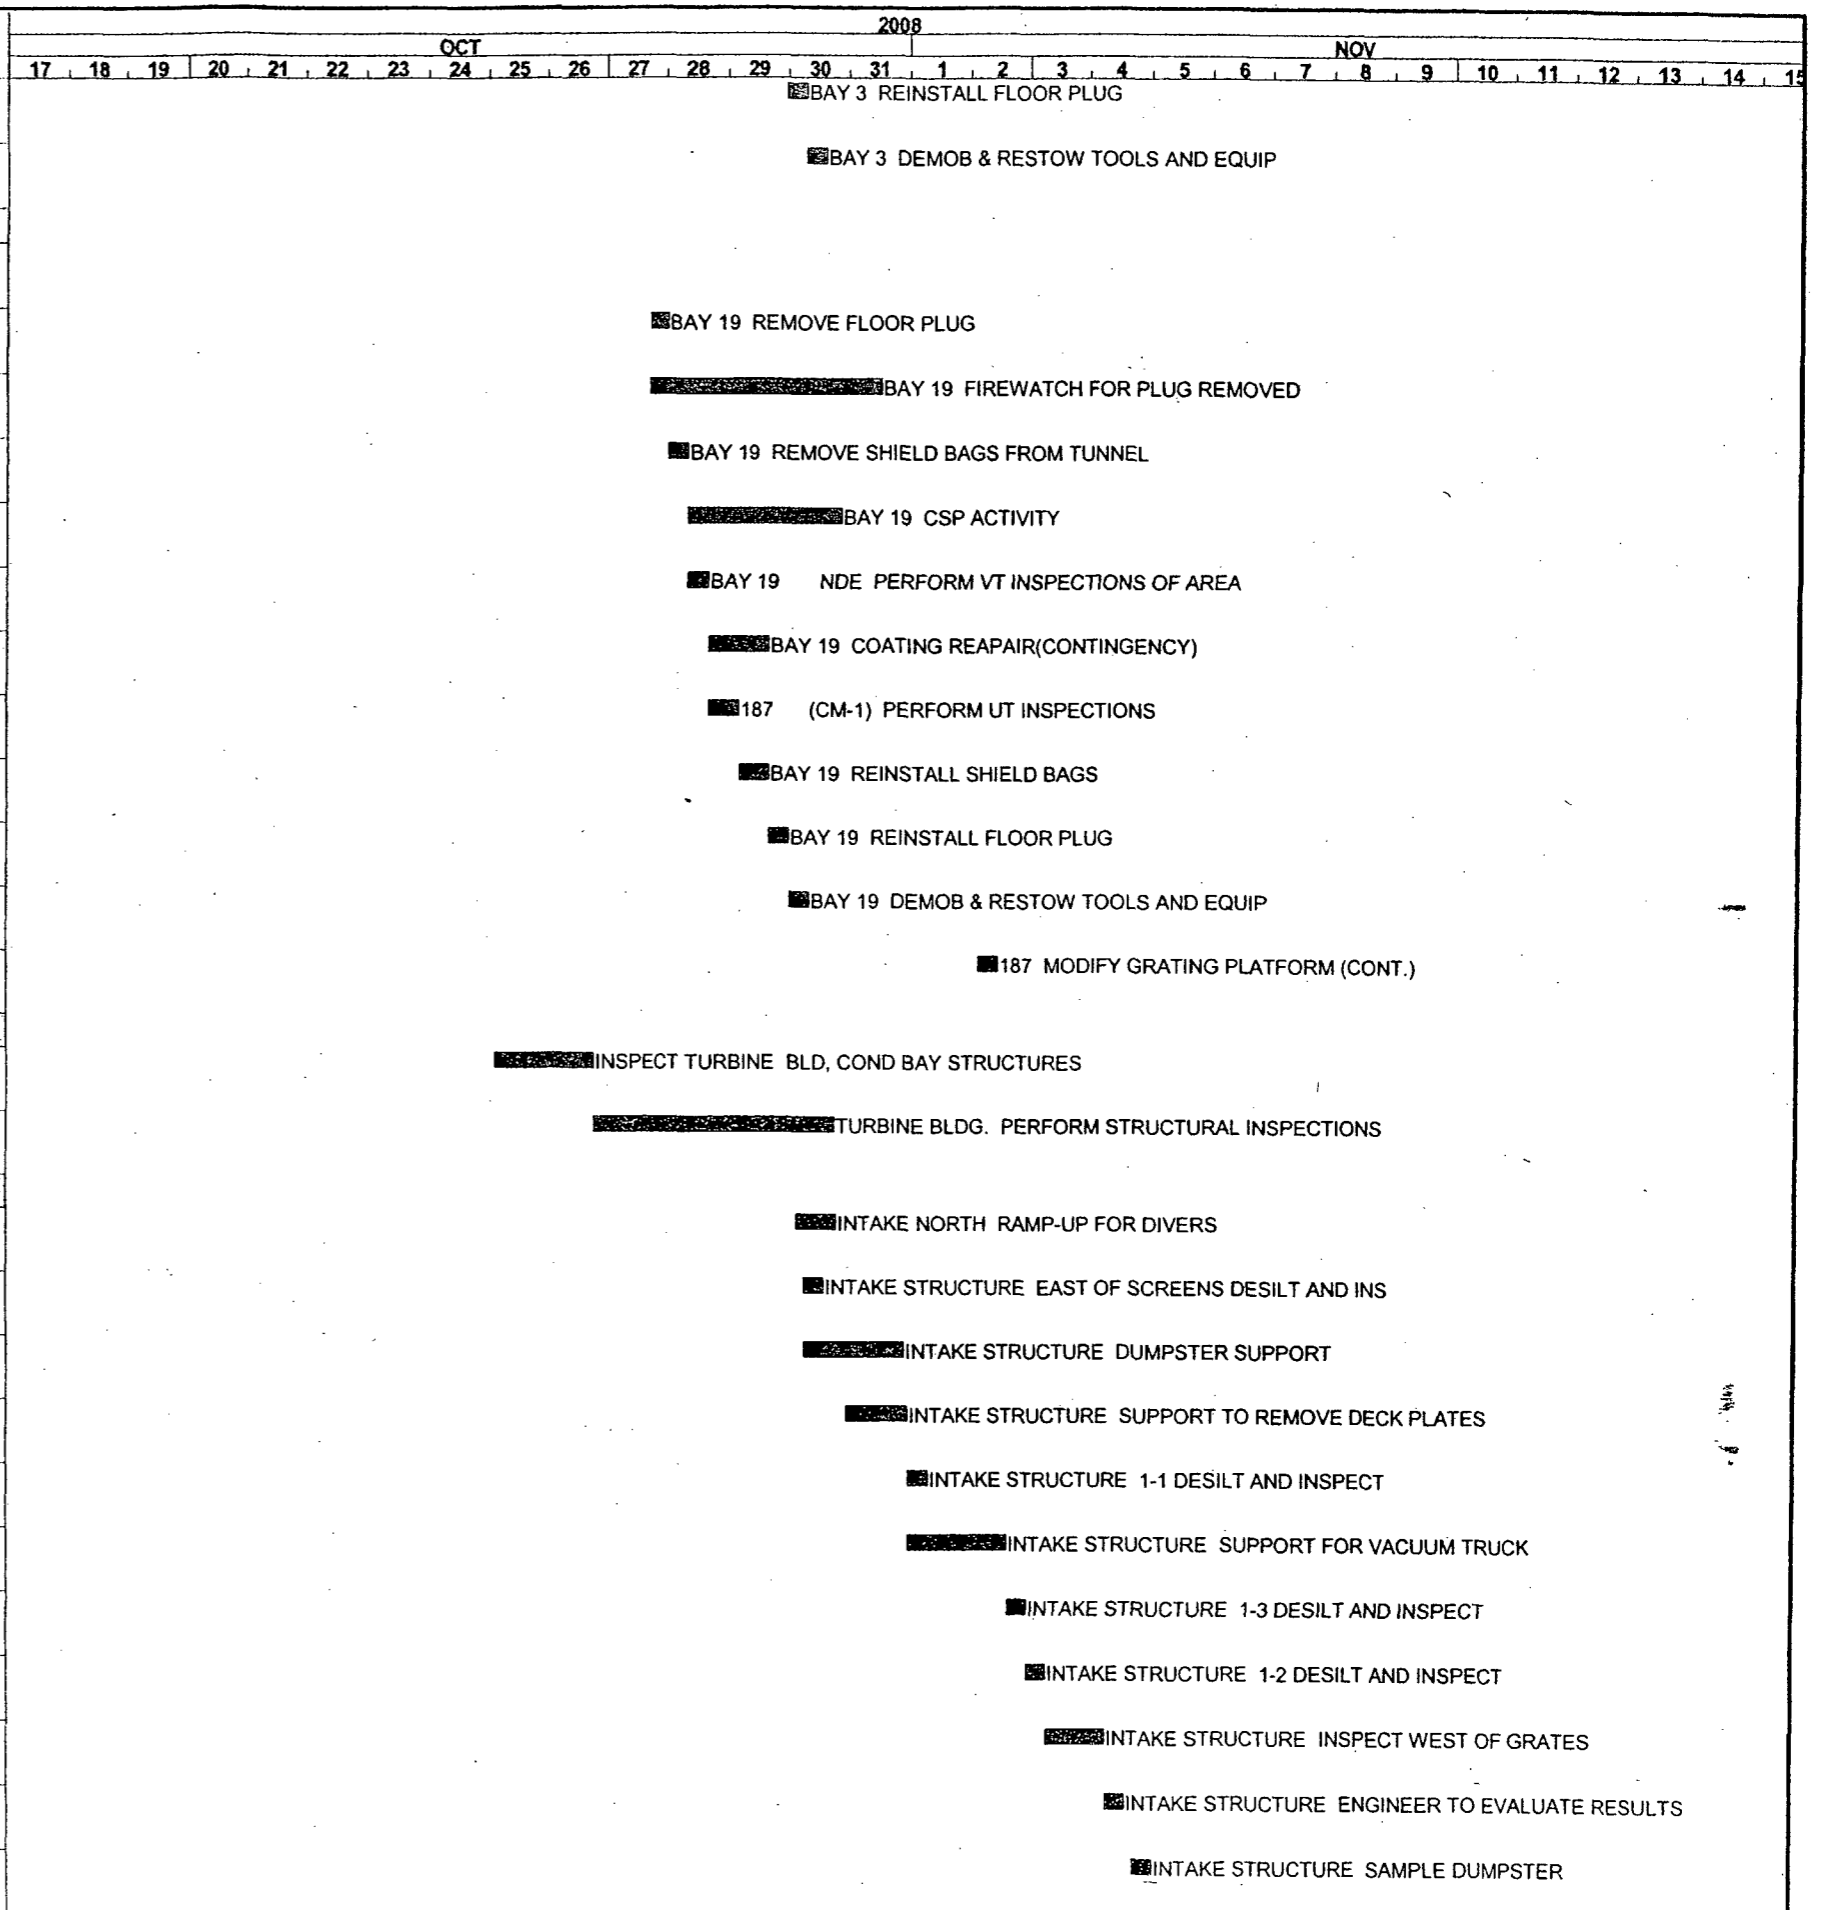 2008
OCT NOV
17 18 19 20 21 22 23 24 25 26 27 28 29 30 31 1 2 3 4 5 6 7 8 9 10 11 12 13 14 15
BAY 3 REINSTALL FLOOR PLUG
BAY 3 DEMOB & RESTOW TOOLS AND EQUIP
BAY 19 REMOVE FLOOR PLUG
BAY 19 FIREWATCH FOR PLUG REMOVED
BAY 19 REMOVE SHIELD BAGS FROM TUNNEL
BAY 19 CSP ACTIVITY
BAY 19 NDE PERFORM VT INSPECTIONS OF AREA
BAY 19 COATING REAPAIR(CONTINGENCY)
187 (CM-1) PERFORM UT INSPECTIONS
BAY 19 REINSTALL SHIELD BAGS
BAY 19 REINSTALL FLOOR PLUG
BAY 19 DEMOB & RESTOW TOOLS AND EQUIP
187 MODIFY GRATING PLATFORM (CONT.)
INSPECT TURBINE BLD, COND BAY STRUCTURES
TURBINE BLDG. PERFORM STRUCTURAL INSPECTIONS
INTAKE NORTH RAMP-UP FOR DIVERS
INTAKE STRUCTURE EAST OF SCREENS DESILT AND INS
INTAKE STRUCTURE DUMPSTER SUPPORT
INTAKE STRUCTURE SUPPORT TO REMOVE DECK PLATES
INTAKE STRUCTURE 1-1 DESILT AND INSPECT
INTAKE STRUCTURE SUPPORT FOR VACUUM TRUCK
INTAKE STRUCTURE 1-3 DESILT AND INSPECT
INTAKE STRUCTURE 1-2 DESILT AND INSPECT
INTAKE STRUCTURE INSPECT WEST OF GRATES
INTAKE STRUCTURE ENGINEER TO EVALUATE RESULTS
INTAKE STRUCTURE SAMPLE DUMPSTER